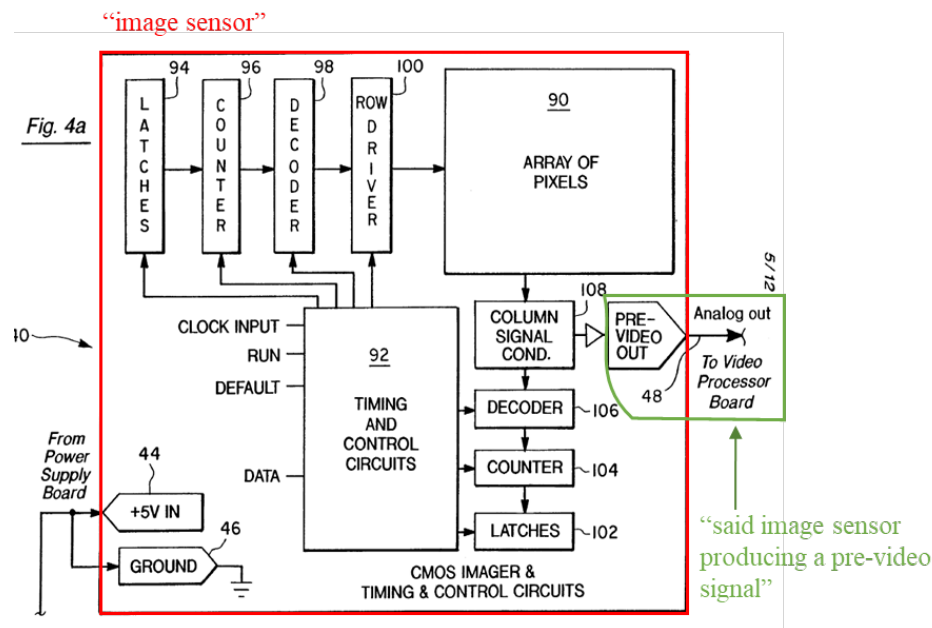 “image sensor”
94
96
98
100
LATCHES
COUNTER
DECODER
ROW DRIVER
90
ARRAY OF
PIXELS
Fig. 4a
5/12
108
COLUMN
SIGNAL
COND.
PRE-
VIDEO
OUT
Analog out
48
To Video
Processor
Board
CLOCK INPUT
RUN
DEFAULT
DATA
92
TIMING
AND
CONTROL
CIRCUITS
40
DECODER
106
COUNTER
104
LATCHES
102
From
Power
Supply
Board
44
+5V IN
46
GROUND
CMOS IMAGER &
TIMING & CONTROL CIRCUITS
“said image sensor
producing a pre-video
signal”